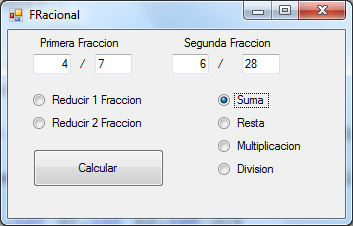 FRacional
Primera Fraccion Segunda Fraccion
4 / 7 6 / 28
Reducir 1 Fraccion Suma
Reducir 2 Fraccion Resta
Multiplicacion
Calcular
Division